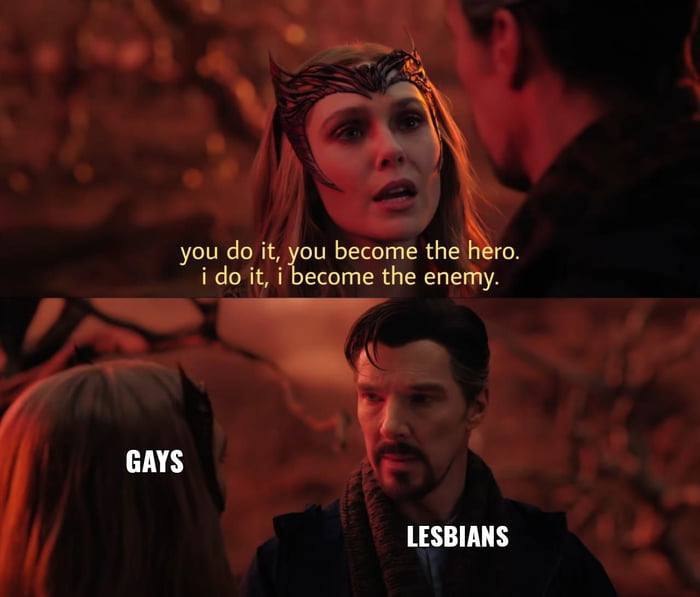 you do it, you become the hero.
i do it, i become the enemy.
GAYS
LESBIANS